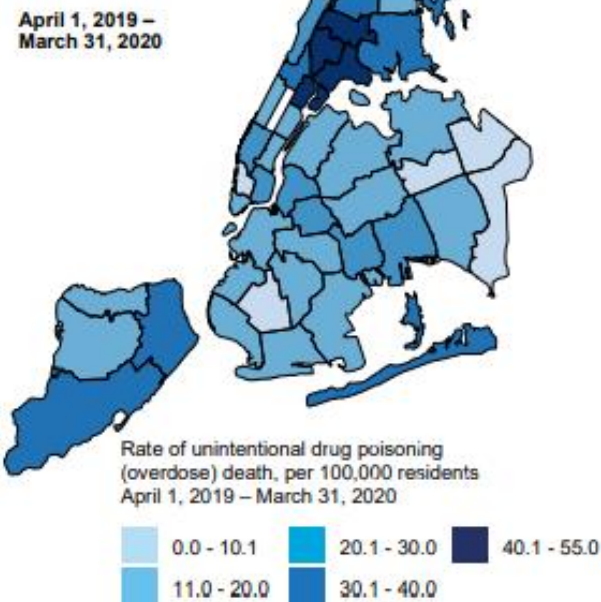 April 1, 2019 –
March 31, 2020
Rate of unintentional drug poisoning
(overdose) death, per 100,000 residents
April 1, 2019 – March 31, 2020
0.0 - 10.1
20.1 - 30.0
40.1 - 55.0
11.0 - 20.0
30.1 - 40.0